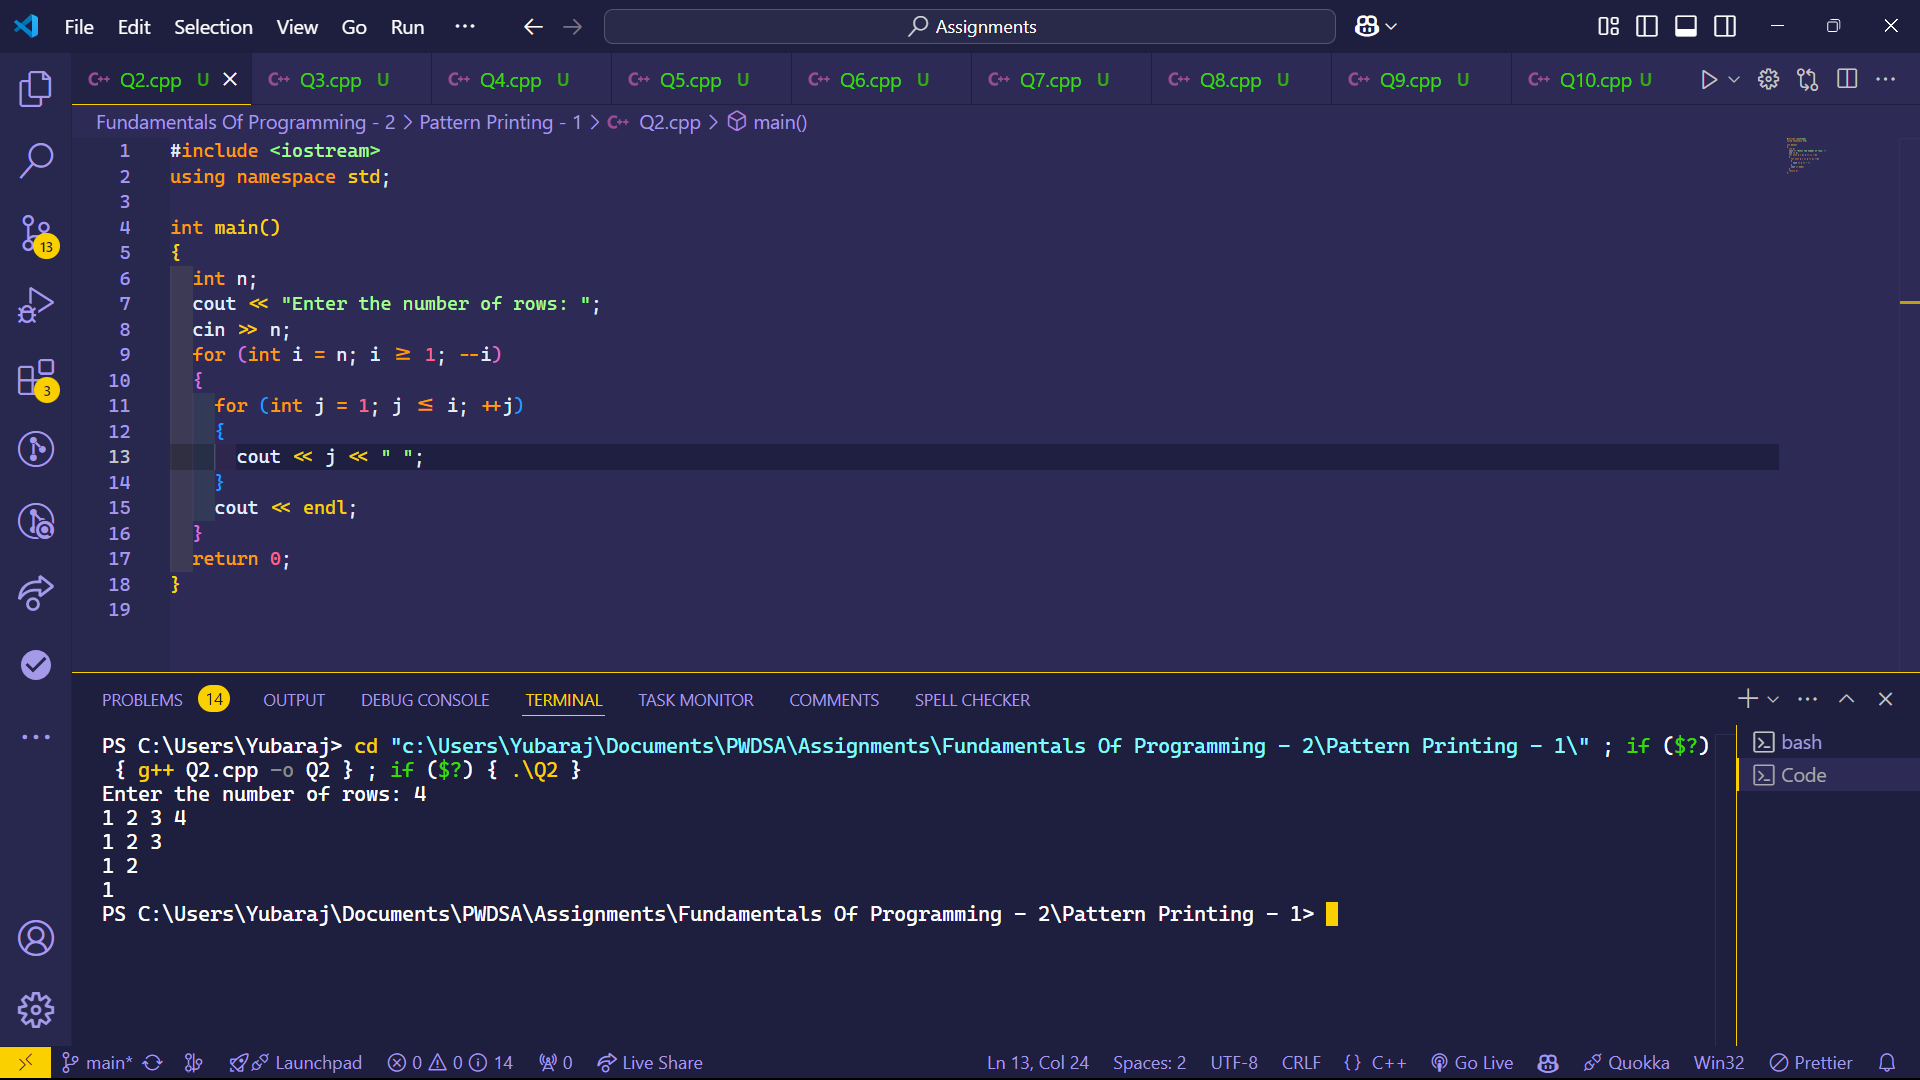 File Edit Selection View Go Run ··· Assignments
Q2.cpp U Q3.cpp U Q4.cpp U Q5.cpp U Q6.cpp U Q7.cpp U Q8.cpp U Q9.cpp U Q10.cpp U
Fundamentals Of Programming - 2 > Pattern Printing - 1 > Q2.cpp > main()
1 #include <iostream>
2 using namespace std;
3
4 int main()
5 {
6 int n;
7 cout << "Enter the number of rows: ";
8 cin >> n;
9 for (int i = n; i >= 1; --i)
10 {
11 for (int j = 1; j <= i; ++j)
12 {
13 cout << j << " ";
14 }
15 cout << endl;
16 }
17 return 0;
18 }
19
13
3
PROBLEMS 14 OUTPUT DEBUG CONSOLE TERMINAL TASK MONITOR COMMENTS SPELL CHECKER
PS C:\Users\Yubaraj> cd "c:\Users\Yubaraj\Documents\PWDSA\Assignments\Fundamentals Of Programming - 2\Pattern Printing - 1\" ; if ($?)
{ g++ Q2.cpp -o Q2 } ; if ($?) { .\Q2 }
Enter the number of rows: 4
1 2 3 4
1 2 3
1 2
1
PS C:\Users\Yubaraj\Documents\PWDSA\Assignments\Fundamentals Of Programming - 2\Pattern Printing - 1>
bash
Code
main* Launchpad 0 0 14 0 Live Share Ln 13, Col 24 Spaces: 2 UTF-8 CRLF {} C++ Go Live Quokka Win32 Prettier